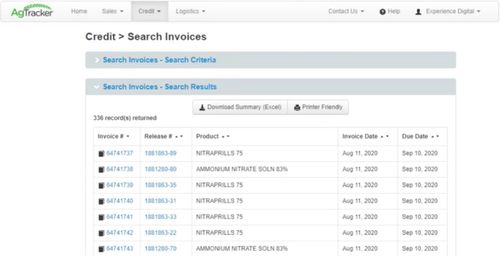 AgTracker
Home Sales Credit Logistics Contact Us Help Experience Digital
Credit > Search Invoices
Search Invoices - Search Criteria
Search Invoices - Search Results
Download Summary (Excel) Printer Friendly
336 record(s) returned
Invoice # Release # Product Invoice Date Due Date
64741737 1881863-89 NITRAPRILLS 75 Aug 11, 2020 Sep 10, 2020
64741738 1881280-80 AMMONIUM NITRATE SOLN 83% Aug 11, 2020 Sep 10, 2020
64741739 1881863-35 NITRAPRILLS 75 Aug 11, 2020 Sep 10, 2020
64741740 1881863-31 NITRAPRILLS 75 Aug 11, 2020 Sep 10, 2020
64741741 1881863-33 NITRAPRILLS 75 Aug 11, 2020 Sep 10, 2020
64741742 1881863-22 NITRAPRILLS 75 Aug 11, 2020 Sep 10, 2020
64741743 1881280-70 AMMONIUM NITRATE SOLN 83% Aug 11, 2020 Sep 10, 2020